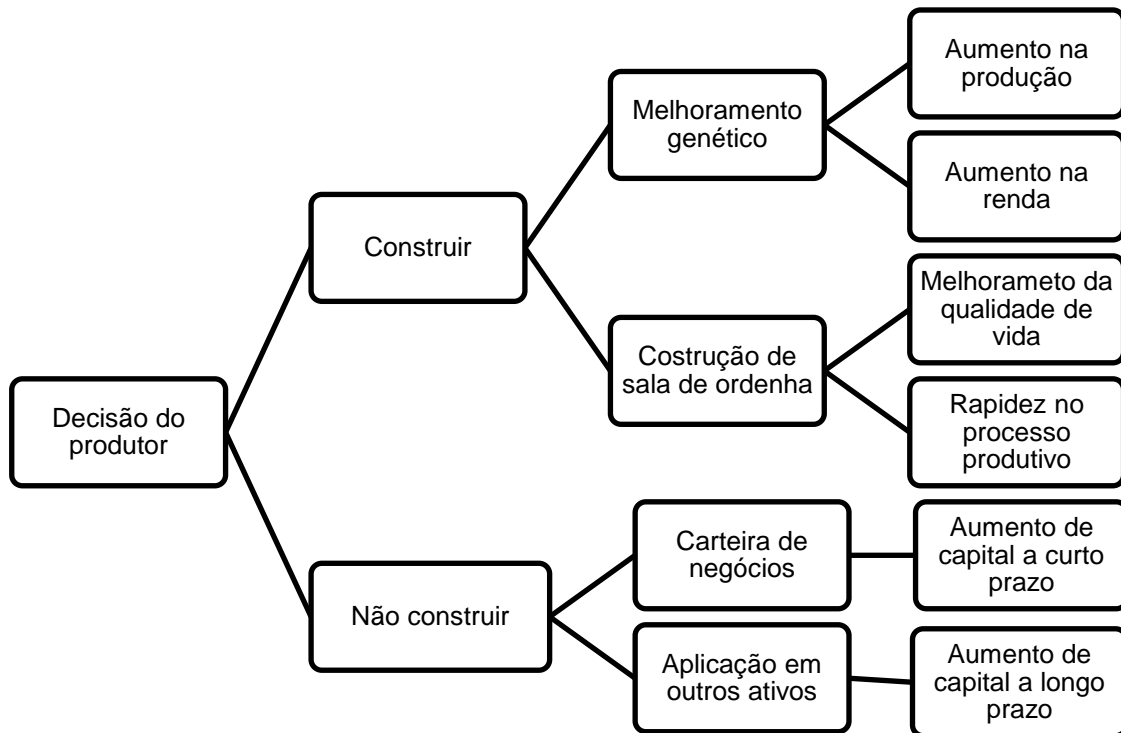 Decisão do
produtor
Construir
Melhoramento
genético
Aumento na
produção
Aumento na
renda
Costrução de
sala de ordenha
Melhorameto da
qualidade de
vida
Rapidez no
processo
produtivo
Não construir
Carteira de
negócios
Aumento de
capital a curto
prazo
Aplicação em
outros ativos
Aumento de
capital a longo
prazo